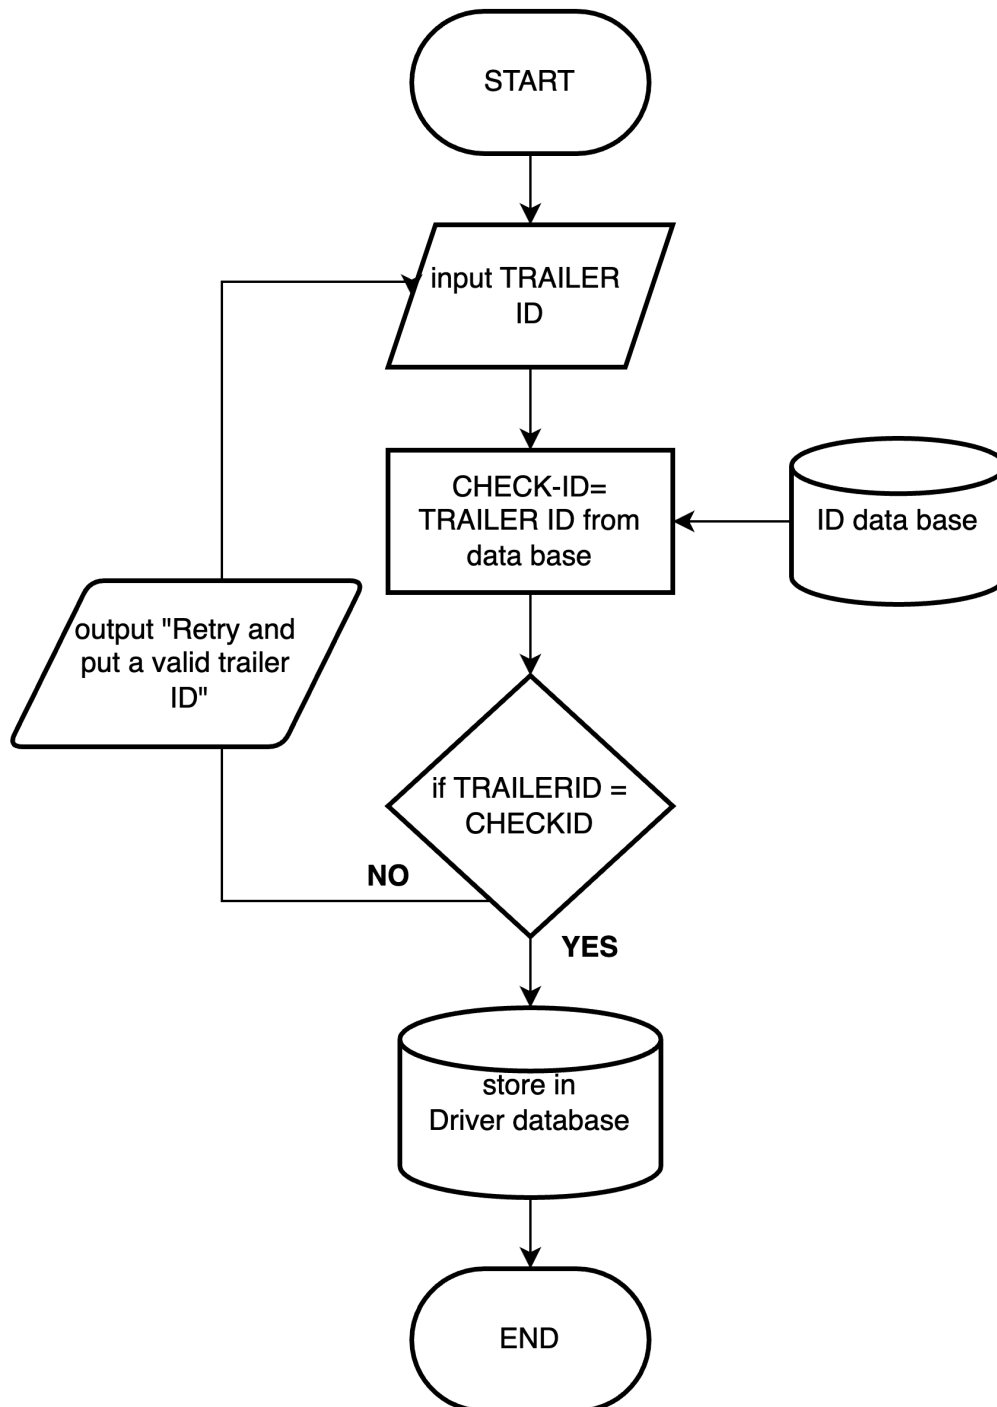 START
input TRAILER
ID
CHECK-ID=
TRAILER ID from
data base
ID data base
output "Retry and
put a valid trailer
ID"
if TRAILERID =
CHECKID
NO
YES
store in
Driver database
END